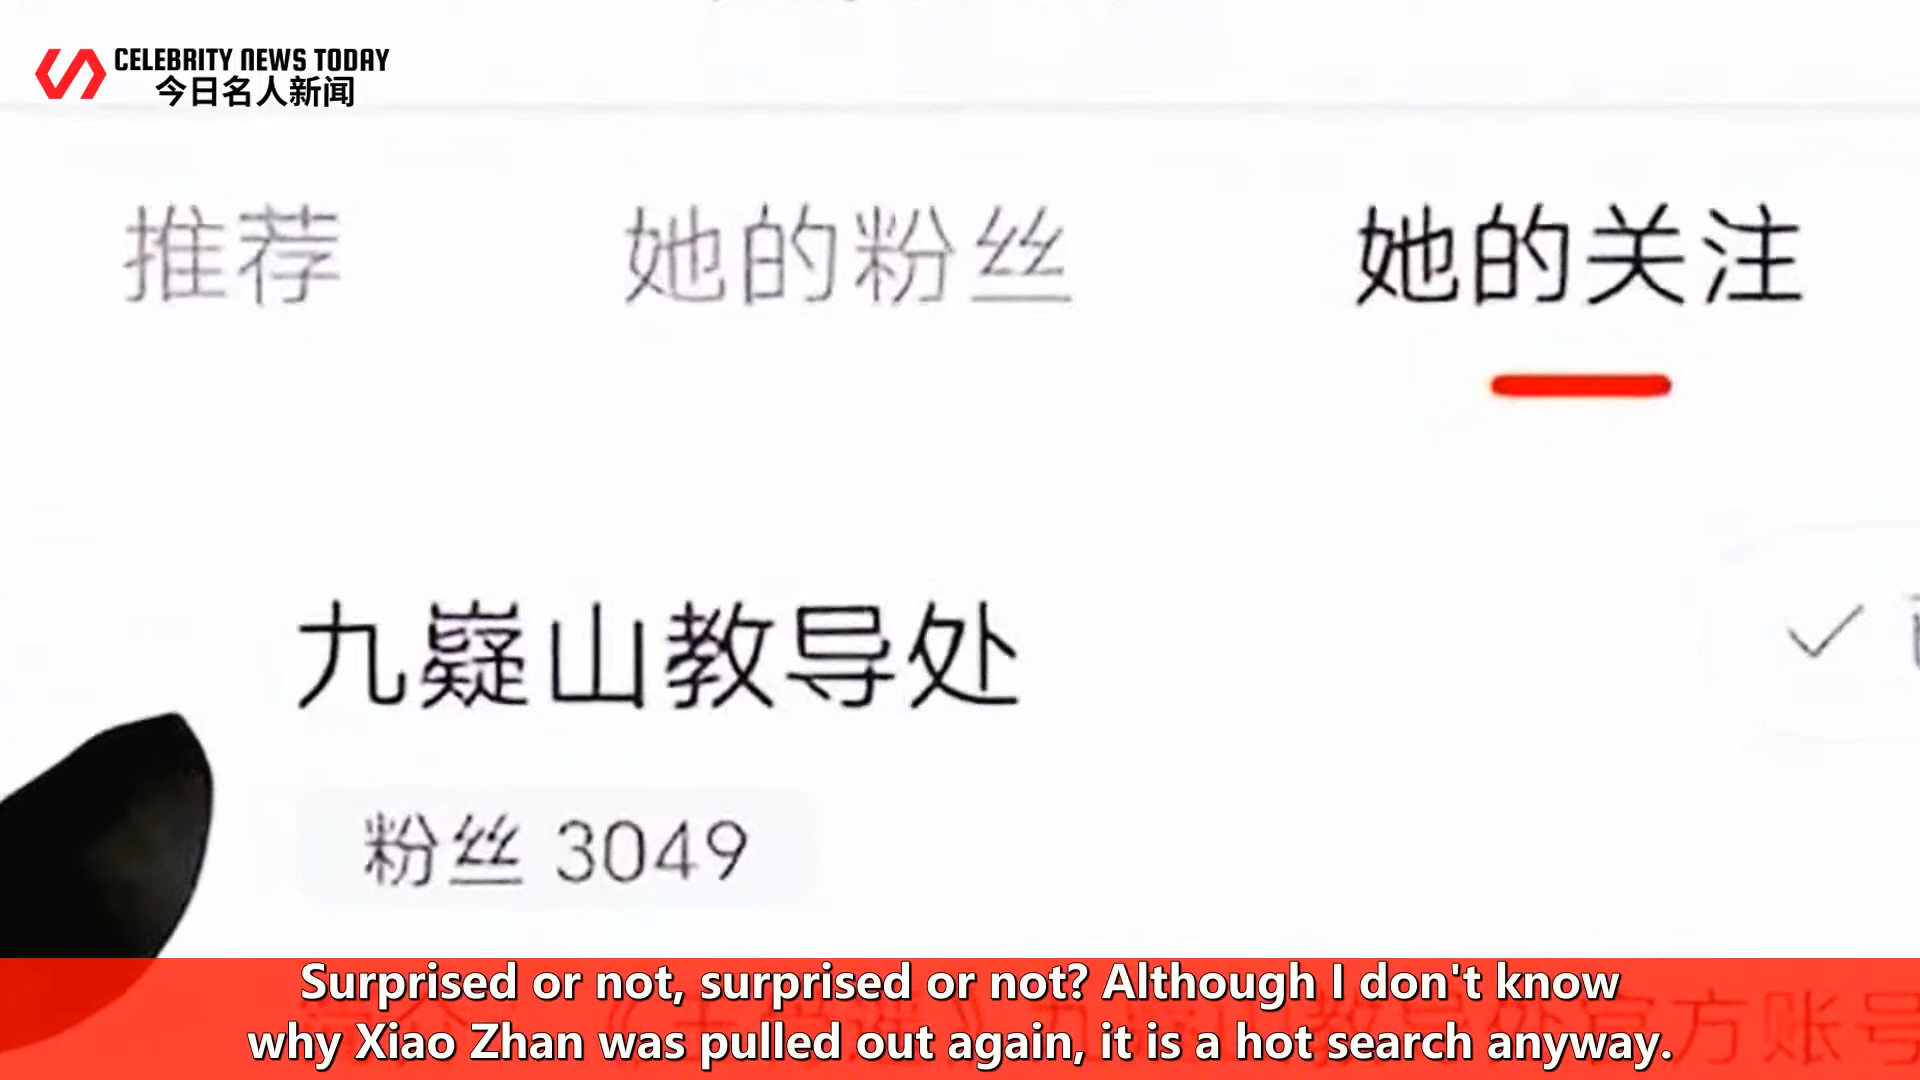 CELEBRITY NEWS TODAY
今日名人新闻
推荐 她的粉丝 她的关注
九嶷山教导处
粉丝 3049
Surprised or not, surprised or not? Although I don't know
why Xiao Zhan was pulled out again, it is a hot search anyway.